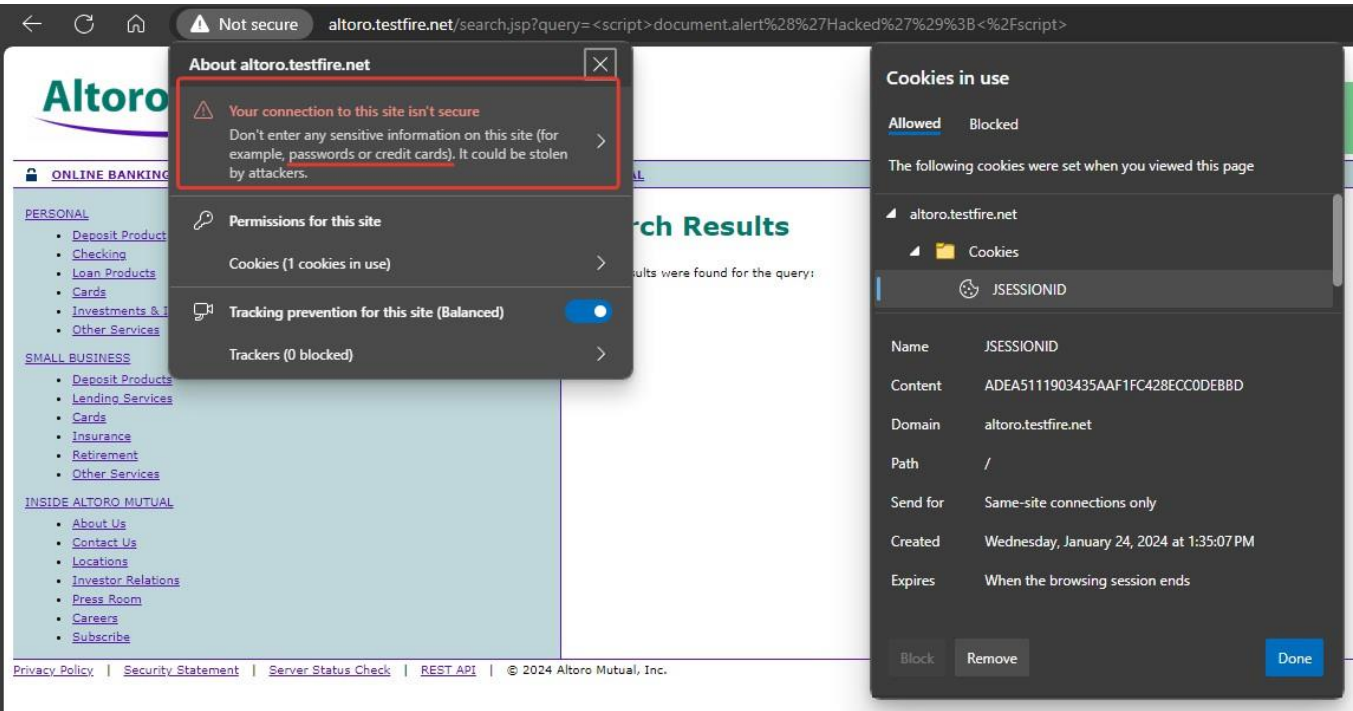 Not secure altoro.testfire.net/search.jsp?query=<script>document.alert%28%27Hacked%27%29%3B<%2Fscript>
Altoro
ONLINE BANKING
PERSONAL
Deposit Product
Checking
Loan Products
Cards
Investments & I
Other Services
SMALL BUSINESS
Deposit Products
Lending Services
Cards
Insurance
Retirement
Other Services
INSIDE ALTORO MUTUAL
About Us
Contact Us
Locations
Investor Relations
Press Room
Careers
Subscribe
About altoro.testfire.net
Your connection to this site isn't secure
Don't enter any sensitive information on this site (for
example, passwords or credit cards). It could be stolen
by attackers.
Permissions for this site
Cookies (1 cookies in use)
Tracking prevention for this site (Balanced)
Trackers (0 blocked)
AL
rch Results
ults were found for the query:
Cookies in use
Allowed Blocked
The following cookies were set when you viewed this page
altoro.testfire.net
Cookies
JSESSIONID
Name JSESSIONID
Content ADEA5111903435AAF1FC428ECC0DEBBD
Domain altoro.testfire.net
Path /
Send for Same-site connections only
Created Wednesday, January 24, 2024 at 1:35:07 PM
Expires When the browsing session ends
Block Remove Done
Privacy Policy | Security Statement | Server Status Check | REST API | © 2024 Altoro Mutual, Inc.